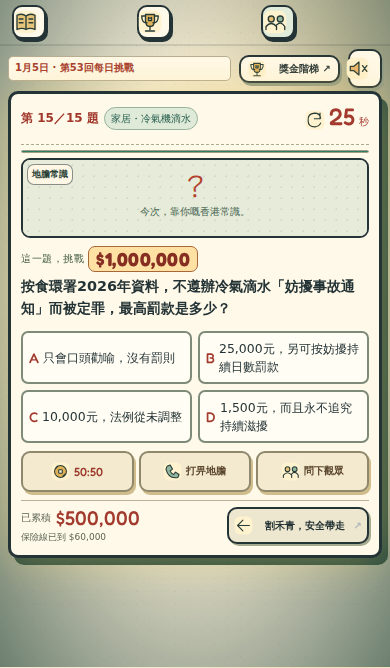 1月5日・第53回每日挑戰
獎金階梯 ↗
第 15／15 題
家居・冷氣機滴水
25 秒
地膽常識
?
今次，靠你嘅香港常識。
這一題，挑戰 $1,000,000
按食環署2026年資料，不遵辦冷氣滴水「妨擾事故通
知」而被定罪，最高罰款是多少？
A 只會口頭勸喻，沒有罰則
B 25,000元，另可按妨擾持
續日數罰款
C 10,000元，法例從未調整
D 1,500元，而且永不追究
持續滋擾
50:50
打畀地膽
問下觀眾
已累積 $500,000
保險線已到 $60,000
割禾青，安全帶走 ↗